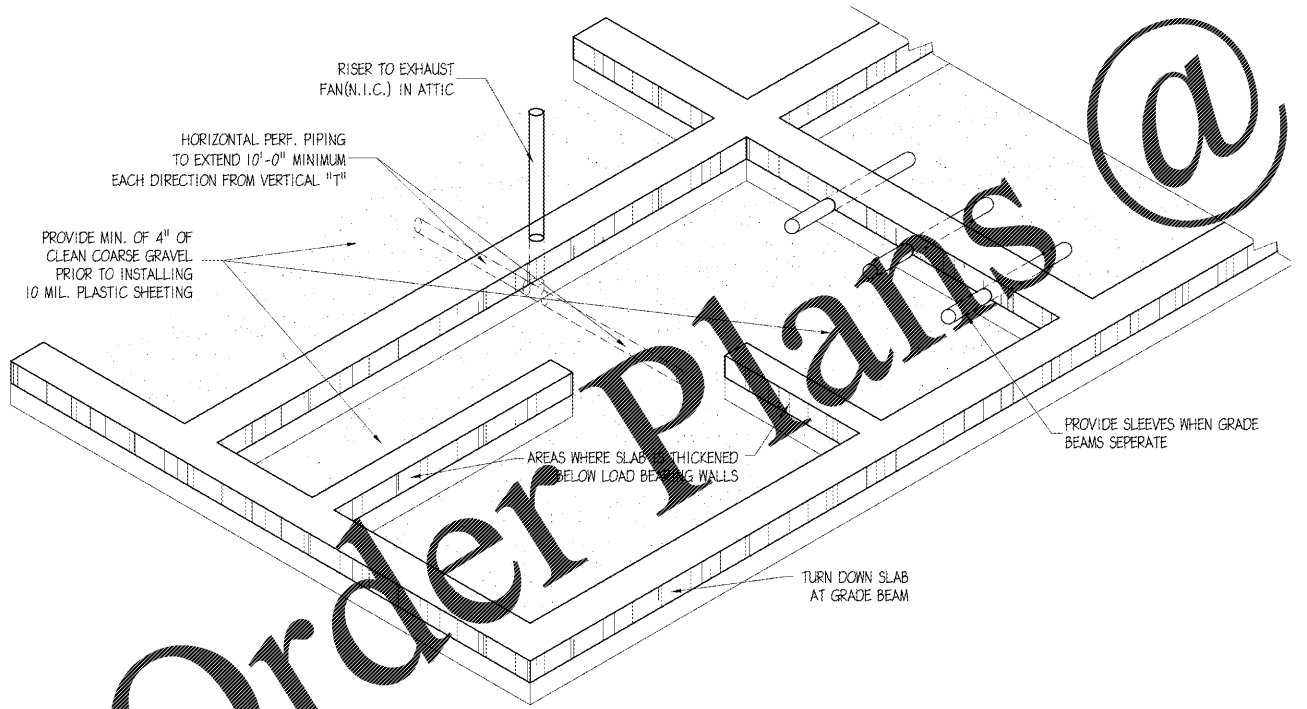 RISER TO EXHAUST
FAN(N.I.C.) IN ATTIC
HORIZONTAL PERF. PIPING
TO EXTEND 10'-0" MINIMUM
EACH DIRECTION FROM VERTICAL "T"
PROVIDE MIN. OF 4" OF
CLEAN COARSE GRAVEL
PRIOR TO INSTALLING
10 MIL. PLASTIC SHEETING
AREAS WHERE SLAB IS THICKENED
BELOW LOAD BEARING WALLS
PROVIDE SLEEVES WHEN GRADE
BEAMS SEPERATE
TURN DOWN SLAB
AT GRADE BEAM
Order Plans @